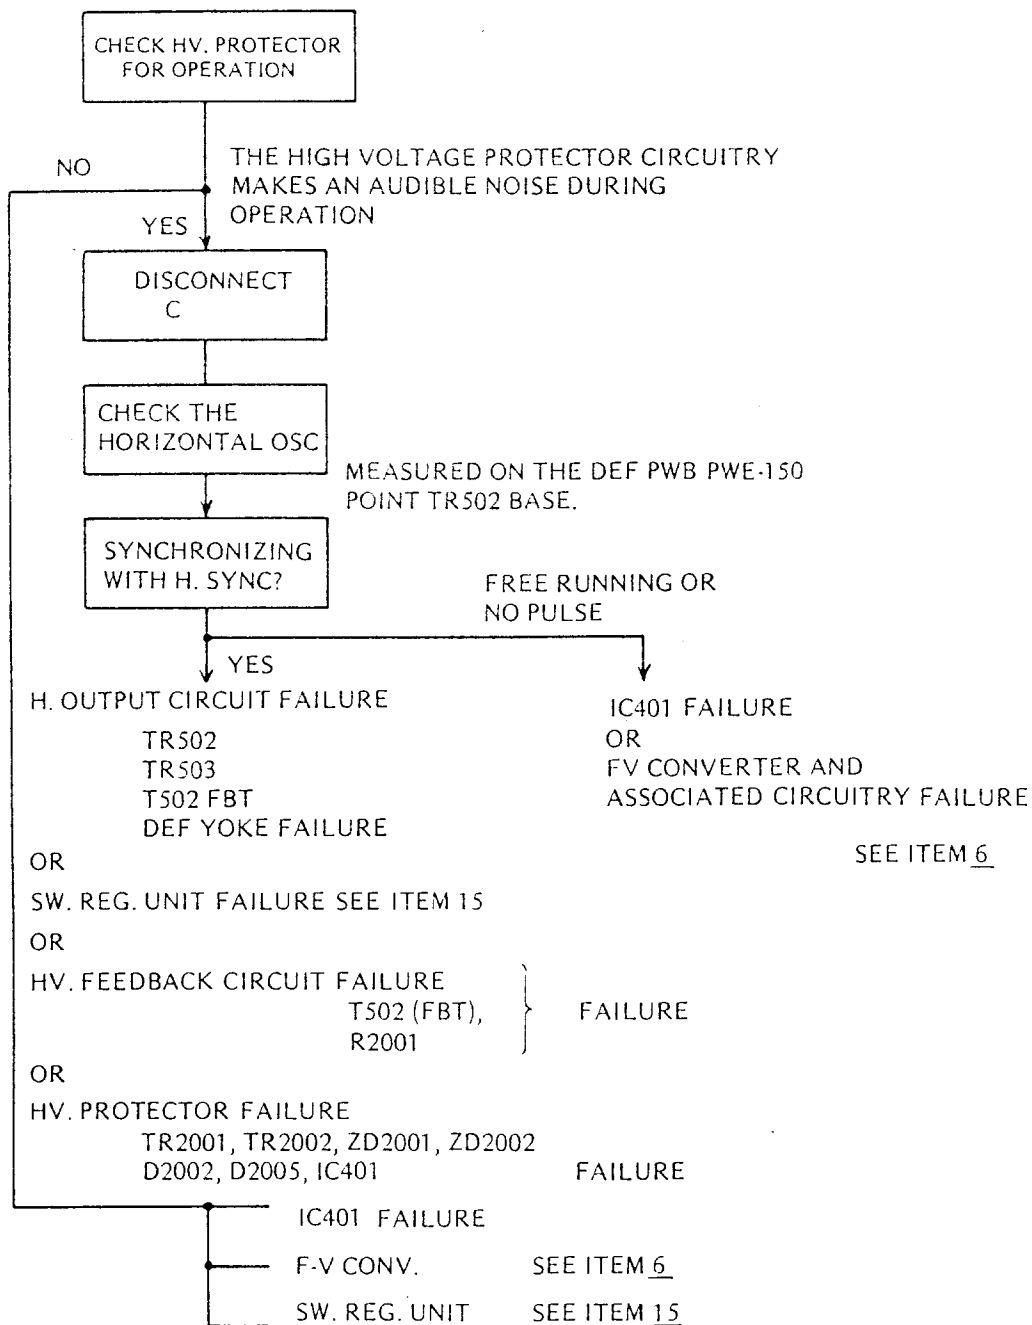 CHECK HV. PROTECTOR
FOR OPERATION
NO
THE HIGH VOLTAGE PROTECTOR CIRCUITRY
MAKES AN AUDIBLE NOISE DURING
OPERATION
YES
DISCONNECT
C
CHECK THE
HORIZONTAL OSC
MEASURED ON THE DEF PWB PWE-150
POINT TR502 BASE.
SYNCHRONIZING
WITH H. SYNC?
FREE RUNNING OR
NO PULSE
YES
H. OUTPUT CIRCUIT FAILURE
TR502
TR503
T502 FBT
DEF YOKE FAILURE
IC401 FAILURE
OR
FV CONVERTER AND
ASSOCIATED CIRCUITRY FAILURE
SEE ITEM 6
OR
SW. REG. UNIT FAILURE SEE ITEM 15
OR
HV. FEEDBACK CIRCUIT FAILURE
T502 (FBT),
R2001
FAILURE
OR
HV. PROTECTOR FAILURE
TR2001, TR2002, ZD2001, ZD2002
D2002, D2005, IC401 FAILURE
IC401 FAILURE
F-V CONV. SEE ITEM 6
SW. REG. UNIT SEE ITEM 15